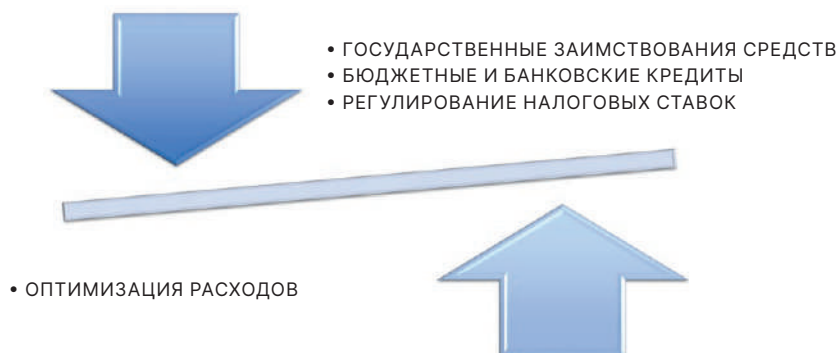 • ГОСУДАРСТВЕННЫЕ ЗАИМСТВОВАНИЯ СРЕДСТВ
• БЮДЖЕТНЫЕ И БАНКОВСКИЕ КРЕДИТЫ
• РЕГУЛИРОВАНИЕ НАЛОГОВЫХ СТАВОК
• ОПТИМИЗАЦИЯ РАСХОДОВ